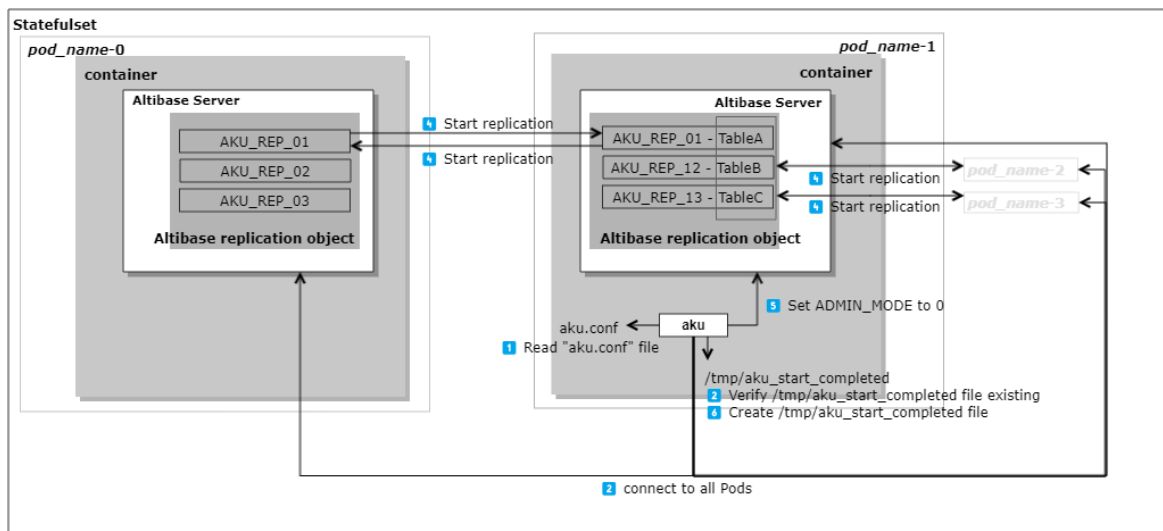 Statefulset
pod_name-0
container
Altibase Server
AKU_REP_01
AKU_REP_02
AKU_REP_03
Altibase replication object
4 Start replication
4 Start replication
pod_name-1
container
Altibase Server
AKU_REP_01 - TableA
AKU_REP_12 - TableB
AKU_REP_13 - TableC
Altibase replication object
4 Start replication
4 Start replication
pod_name-2
pod_name-3
5 Set ADMIN_MODE to 0
aku.conf
aku
1 Read "aku.conf" file
/tmp/aku_start_completed
2 Verify /tmp/aku_start_completed file existing
6 Create /tmp/aku_start_completed file
2 connect to all Pods